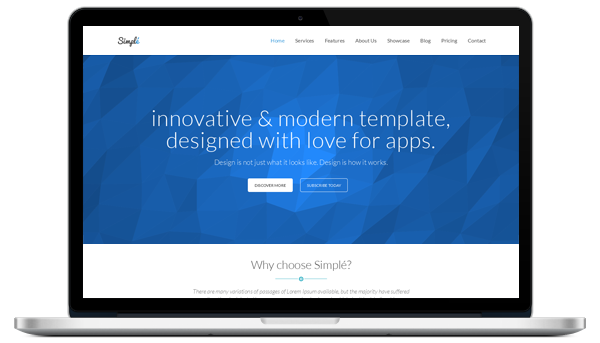 Simplé
Home Services Features About Us Showcase Blog Pricing Contact
innovative & modern template,
designed with love for apps.
Design is not just what it looks like, Design is how it works.
DISCOVER MORE SUBSCRIBE TODAY
Why choose Simplé?
There are many variations of passages of Lorem Ipsum available, but the majority have suffered